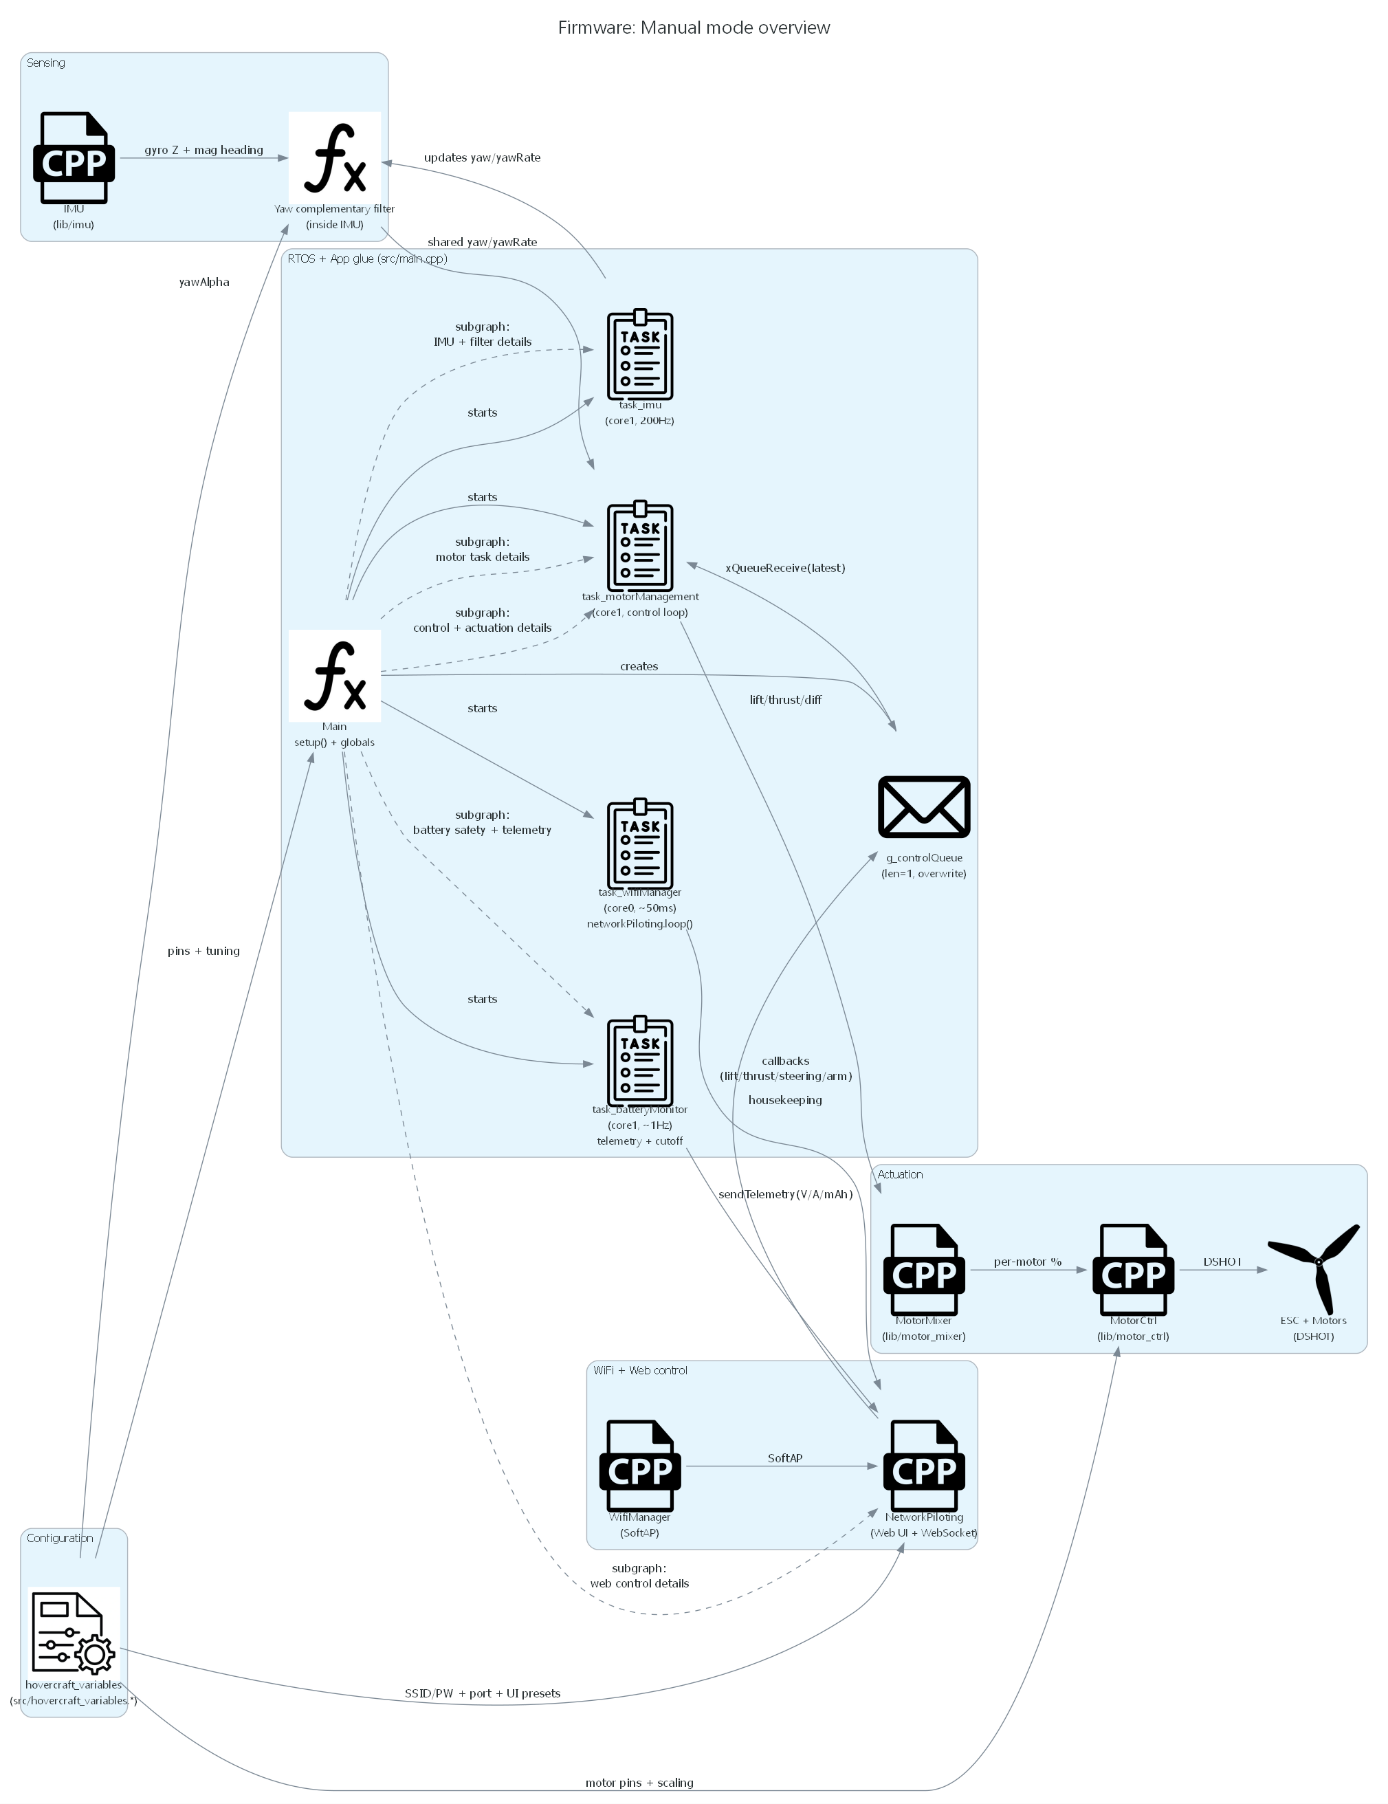 Firmware: Manual mode overview
Sensing
CPP
gyro Z + mag heading
fx
IMU
(lib/imu)
Yaw complementary filter
(inside IMU)
updates yaw/yawRate
shared yaw/yawRate
yawAlpha
RTOS + App glue (src/main.cpp)
subgraph:
IMU + filter details
TASK
task_imu
(core1, 200Hz)
starts
starts
subgraph:
motor task details
TASK
task_motorManagement
(core1, control loop)
xQueueReceive(latest)
subgraph:
control + actuation details
creates
lift/thrust/diff
fx
Main
setup() + globals
starts
subgraph:
battery safety + telemetry
TASK
task_wifiManager
(core0, ~50ms)
networkPiloting.loop()
g_controlQueue
(len=1, overwrite)
pins + tuning
starts
TASK
task_batteryMonitor
(core1, ~1Hz)
telemetry + cutoff
callbacks
(lift/thrust/steering/arm)
housekeeping
sendTelemetry(V/A/mAh)
Actuation
CPP
per-motor %
CPP
DSHOT
MotorMixer
(lib/motor_mixer)
MotorCtrl
(lib/motor_ctrl)
ESC + Motors
(DSHOT)
WiFi + Web control
CPP
SoftAP
CPP
WifiManager
(SoftAP)
NetworkPiloting
(Web UI + WebSocket)
subgraph:
web control details
Configuration
hovercraft_variables
(src/hovercraft_variables.*)
SSID/PW + port + UI presets
motor pins + scaling